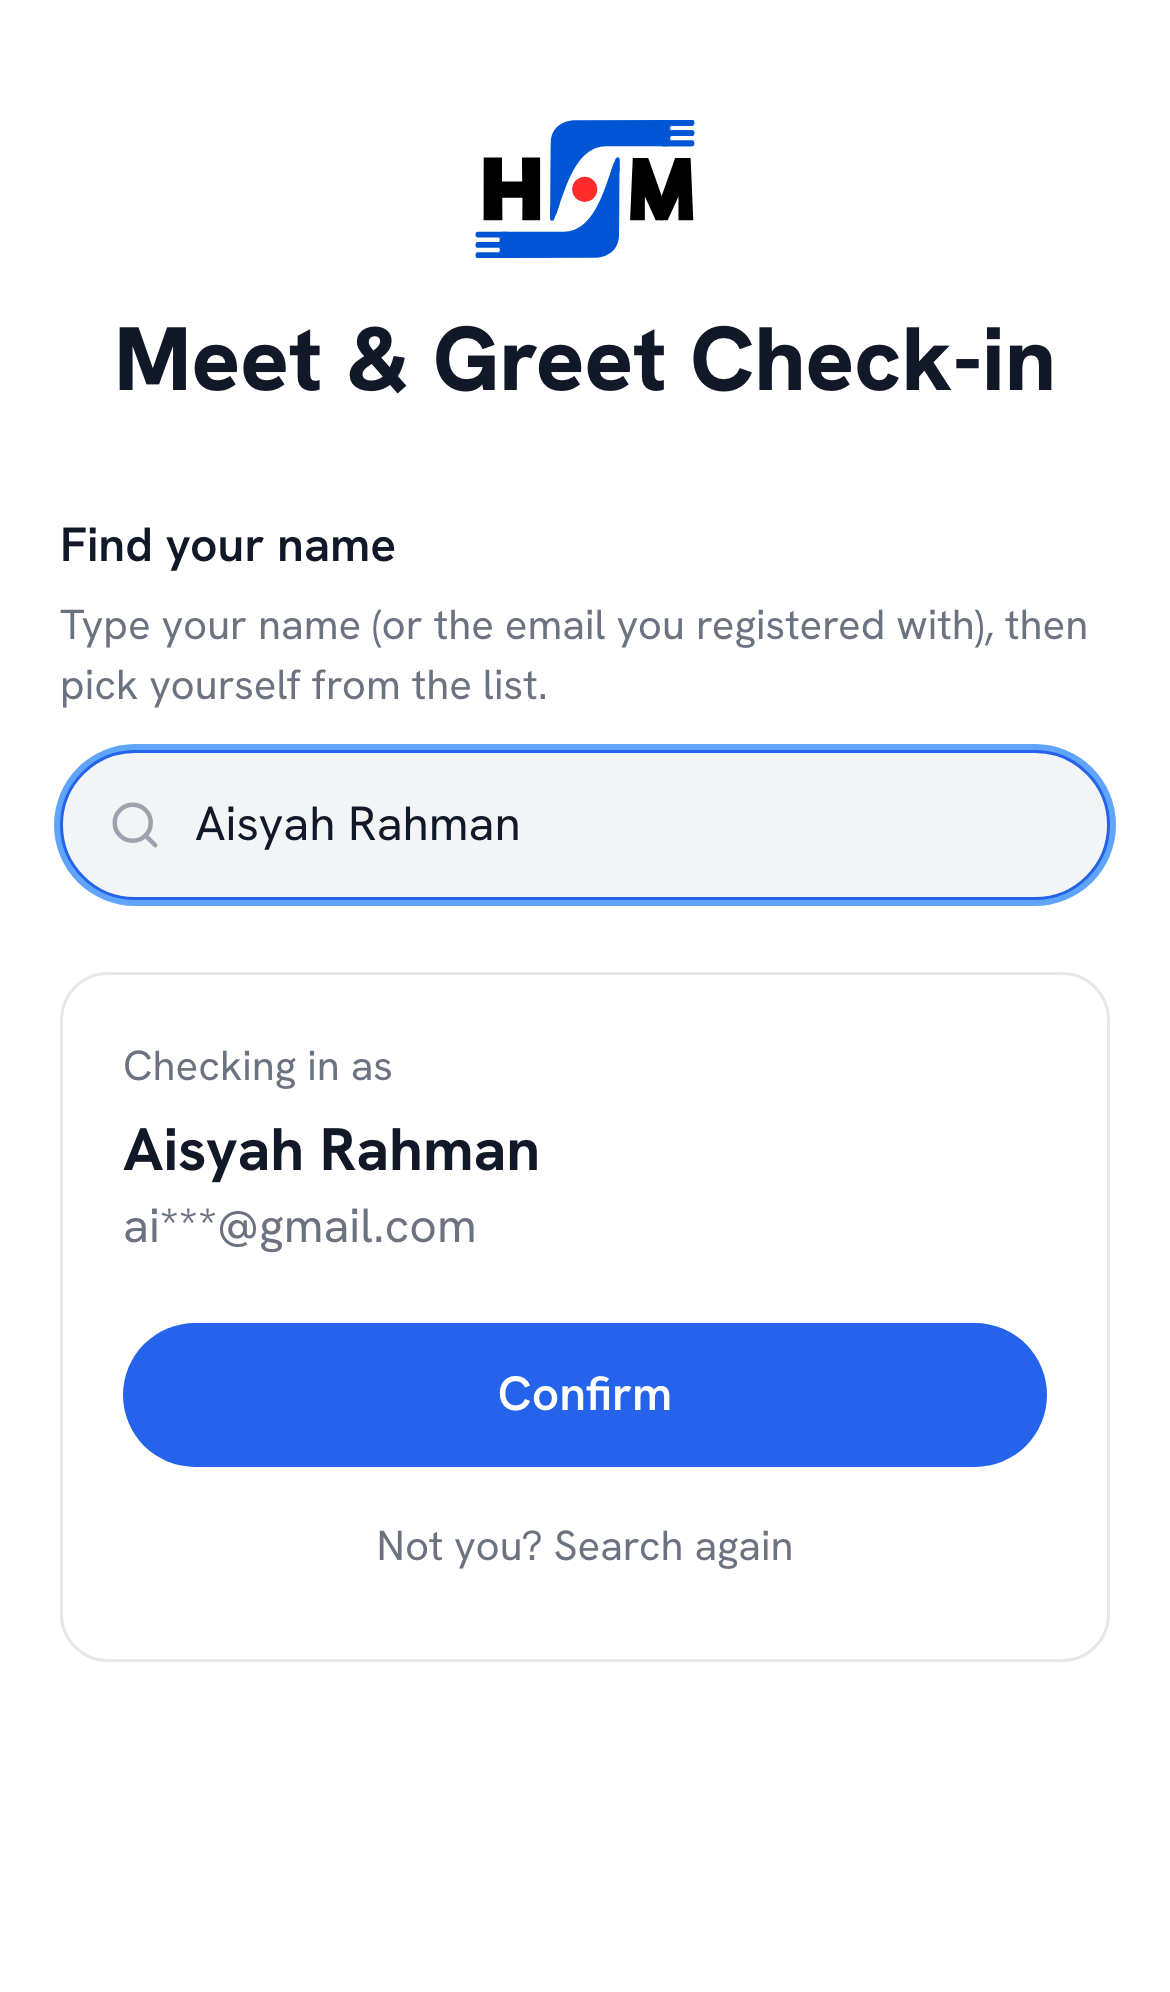 HSM
Meet & Greet Check-in
Find your name
Type your name (or the email you registered with), then
pick yourself from the list.
Aisyah Rahman
Checking in as
Aisyah Rahman
ai***@gmail.com
Confirm
Not you? Search again